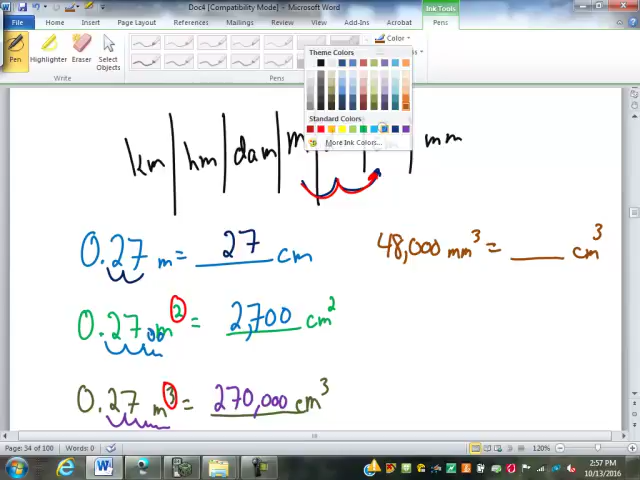 Doc4 [Compatibility Mode] - Microsoft Word
Ink Tools
File Home Insert Page Layout References Mailings Review View Add-Ins Acrobat Pens
Pen Highlighter Eraser Select Objects
Color
Write
Theme Colors
Standard Colors
More Ink Colors...
km | hm | dam | m | mm
0.27 m = 27 cm
48,000 mm³ = ____ cm³
0.2700 m² = 2,700 cm²
0.27 m³ = 270,000 cm³
Page: 34 of 100 Words: 0 120%
2:57 PM
10/13/2016